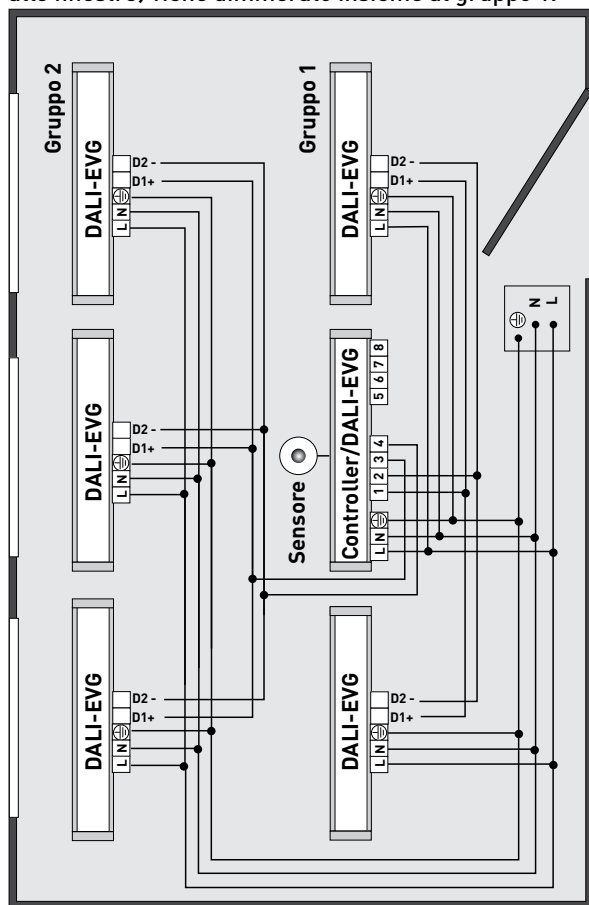 alle finestre) viene dimmerato insieme al gruppo 1.
Gruppo 2
DALI-EVG
D2 -
D1+
N
L
Gruppo 1
DALI-EVG
D2 -
D1+
N
L
N
L
DALI-EVG
D2 -
D1+
N
L
Sensore
Controller/DALI-EVG
8
7
6
5
4
3
2
1
N
L
DALI-EVG
D2 -
D1+
N
L
DALI-EVG
D2 -
D1+
N
L